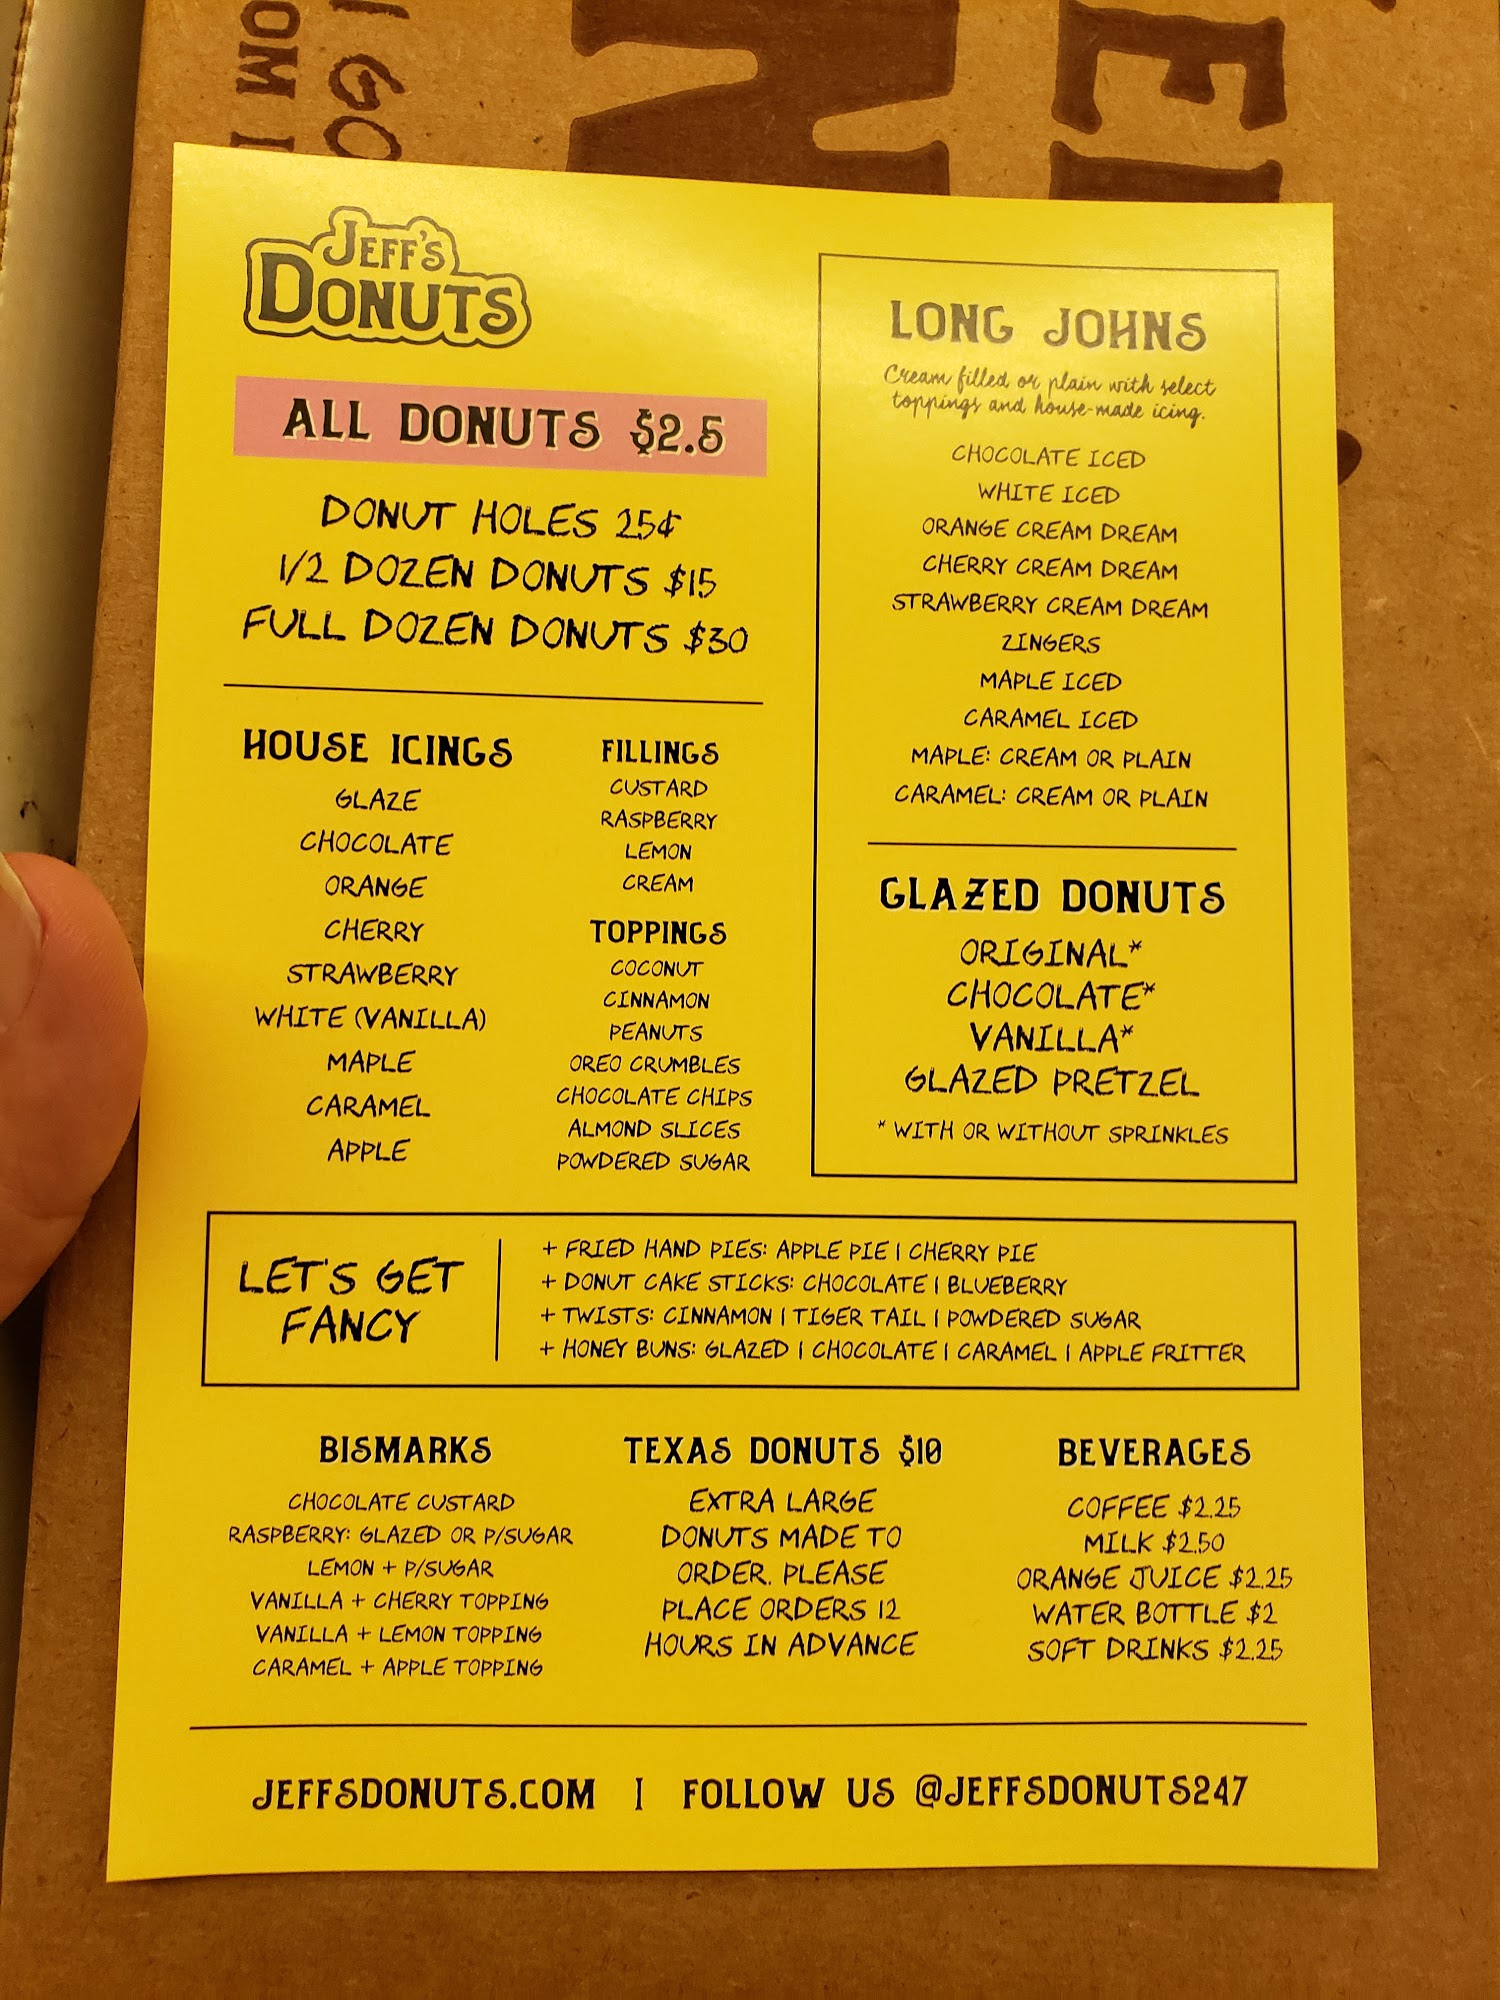 I GO
OM I
N
E
JEFF'S
DONUTS
ALL DONUTS $2.5
DONUT HOLES 25¢
1/2 DOZEN DONUTS $15
FULL DOZEN DONUTS $30
HOUSE ICINGS
GLAZE
CHOCOLATE
ORANGE
CHERRY
STRAWBERRY
WHITE (VANILLA)
MAPLE
CARAMEL
APPLE
FILLINGS
CUSTARD
RASPBERRY
LEMON
CREAM
TOPPINGS
COCONUT
CINNAMON
PEANUTS
OREO CRUMBLES
CHOCOLATE CHIPS
ALMOND SLICES
POWDERED SUGAR
LONG JOHNS
Cream filled or plain with select
toppings and house-made icing.
CHOCOLATE ICED
WHITE ICED
ORANGE CREAM DREAM
CHERRY CREAM DREAM
STRAWBERRY CREAM DREAM
ZINGERS
MAPLE ICED
CARAMEL ICED
MAPLE: CREAM OR PLAIN
CARAMEL: CREAM OR PLAIN
GLAZED DONUTS
ORIGINAL*
CHOCOLATE*
VANILLA*
GLAZED PRETZEL
* WITH OR WITHOUT SPRINKLES
LET'S GET
FANCY
+ FRIED HAND PIES: APPLE PIE | CHERRY PIE
+ DONUT CAKE STICKS: CHOCOLATE | BLUEBERRY
+ TWISTS: CINNAMON | TIGER TAIL | POWDERED SUGAR
+ HONEY BUNS: GLAZED | CHOCOLATE | CARAMEL | APPLE FRITTER
BISMARKS
CHOCOLATE CUSTARD
RASPBERRY: GLAZED OR P/SUGAR
LEMON + P/SUGAR
VANILLA + CHERRY TOPPING
VANILLA + LEMON TOPPING
CARAMEL + APPLE TOPPING
TEXAS DONUTS $10
EXTRA LARGE
DONUTS MADE TO
ORDER. PLEASE
PLACE ORDERS 12
HOURS IN ADVANCE
BEVERAGES
COFFEE $2.25
MILK $2.50
ORANGE JUICE $2.25
WATER BOTTLE $2
SOFT DRINKS $2.25
JEFFSDONUTS.COM | FOLLOW US @JEFFSDONUTS247